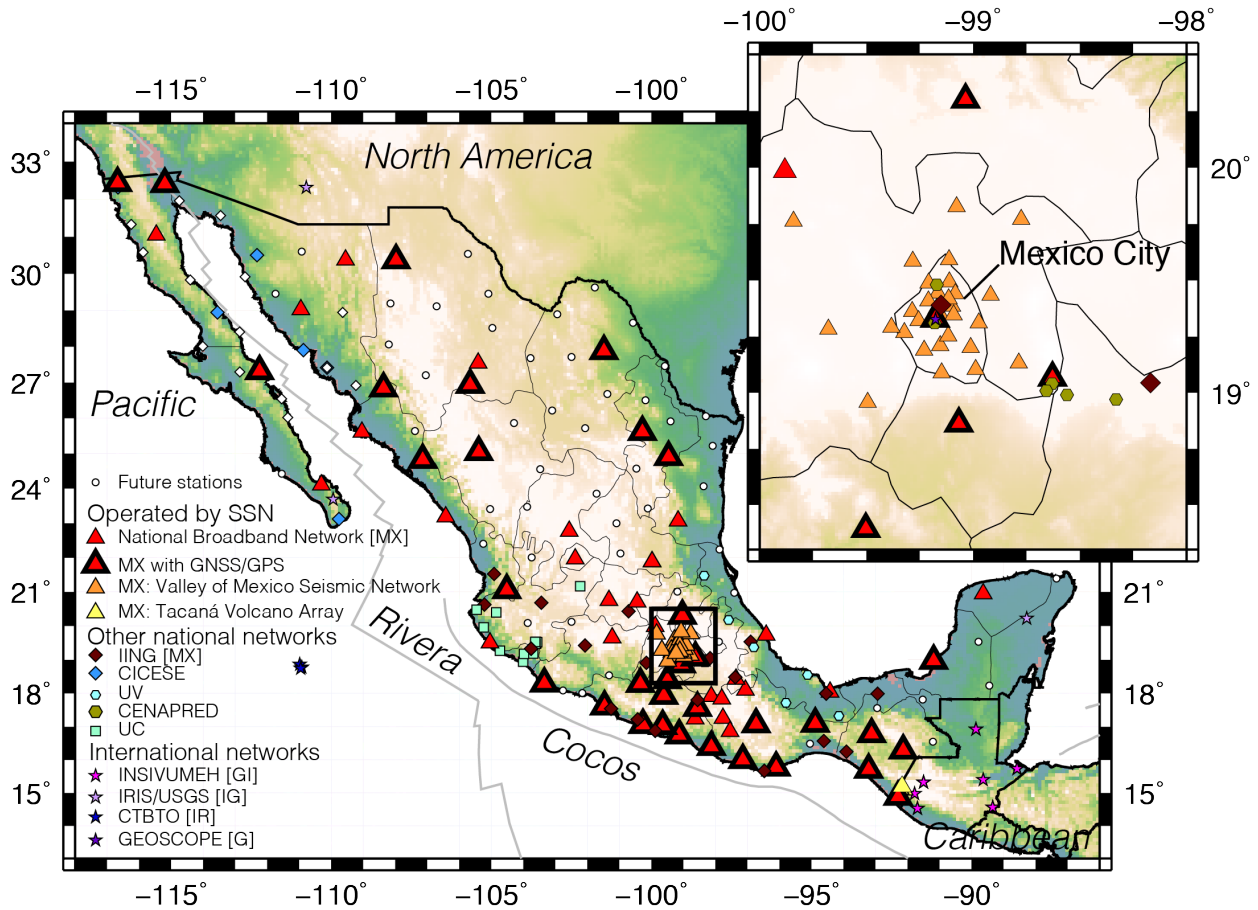 −100° −99° −98°
−115° −110° −105° −100°
North America
33°
20°
Mexico City
30°
27°
19°
Pacific
24°
Future stations
Operated by SSN
National Broadband Network [MX]
MX with GNSS/GPS
MX: Valley of Mexico Seismic Network
21° 21°
MX: Tacaná Volcano Array
Rivera
Other national networks
IING [MX]
CICESE
18° 18°
UV
CENAPRED
UC
Cocos
International networks
INSIVUMEH [GI]
15° 15°
IRIS/USGS [IG]
CTBTO [IR]
Caribbean
GEOSCOPE [G]
−115° −110° −105° −100° −95° −90°